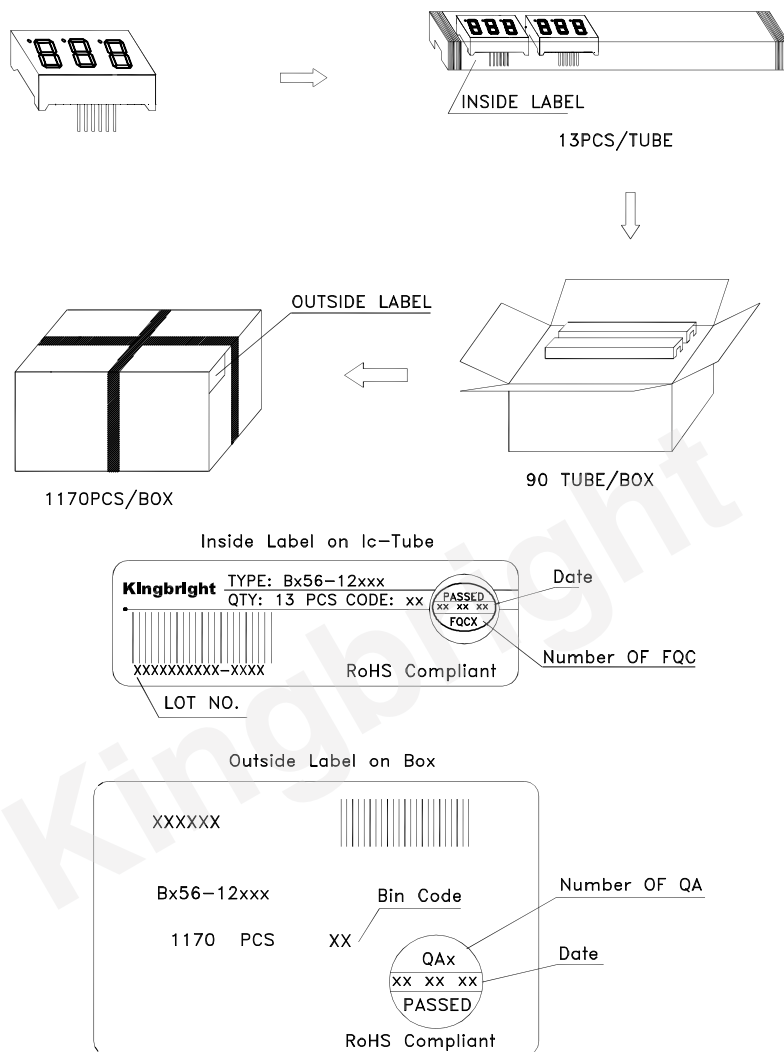 INSIDE LABEL
13PCS/TUBE
OUTSIDE LABEL
1170PCS/BOX
90 TUBE/BOX
Inside Label on Ic-Tube
Kingbright
TYPE: Bx56-12xxx
QTY: 13 PCS CODE: xx
PASSED
xx xx xx
FQCX
Date
Number OF FQC
XXXXXXXXXX-XXXX
RoHS Compliant
LOT NO.
Outside Label on Box
XXXXXX
Bx56-12xxx
Bin Code
1170 PCS
XX
Number OF QA
QAx
xx xx xx
PASSED
Date
RoHS Compliant
Kingbright